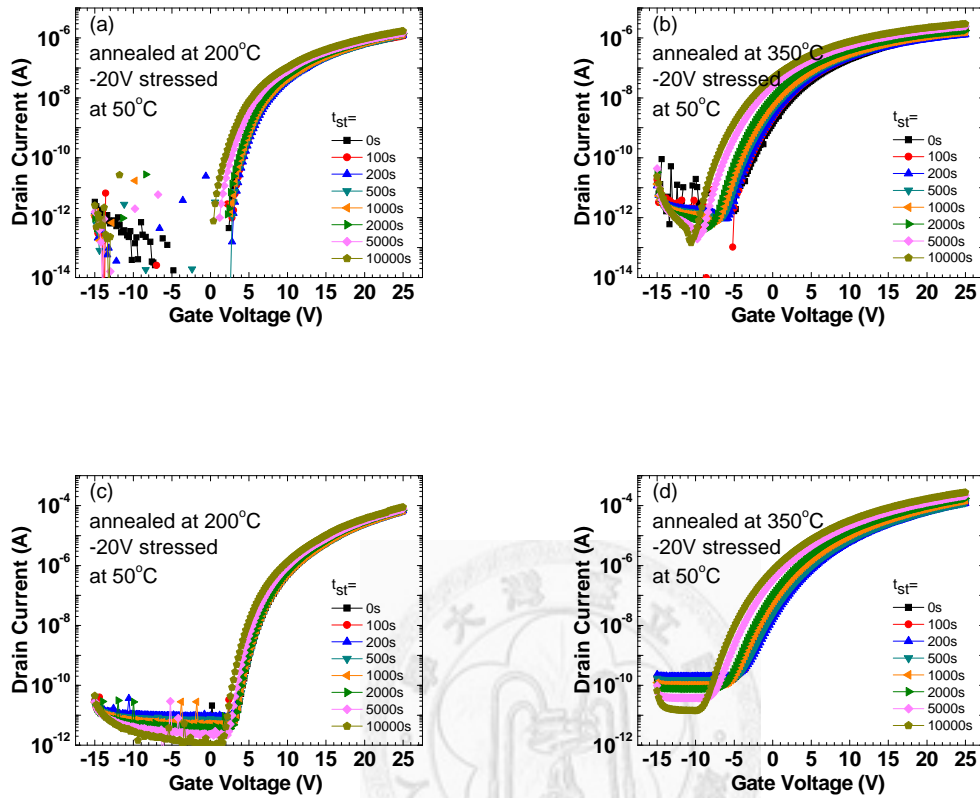 (a)
annealed at 200°C
-20V stressed
at 50°C
t_st=
0s
100s
200s
500s
1000s
2000s
5000s
10000s
10^-6
10^-8
10^-10
10^-12
10^-14
Drain Current (A)
-15 -10 -5 0 5 10 15 20 25
Gate Voltage (V)
(b)
annealed at 350°C
-20V stressed
at 50°C
t_st=
0s
100s
200s
500s
1000s
2000s
5000s
10000s
10^-6
10^-8
10^-10
10^-12
10^-14
Drain Current (A)
-15 -10 -5 0 5 10 15 20 25
Gate Voltage (V)
(c)
annealed at 200°C
-20V stressed
at 50°C
t_st=
0s
100s
200s
500s
1000s
2000s
5000s
10000s
10^-4
10^-6
10^-8
10^-10
10^-12
Drain Current (A)
-15 -10 -5 0 5 10 15 20 25
Gate Voltage (V)
(d)
annealed at 350°C
-20V stressed
at 50°C
t_st=
0s
100s
200s
500s
1000s
2000s
5000s
10000s
10^-4
10^-6
10^-8
10^-10
10^-12
Drain Current (A)
-15 -10 -5 0 5 10 15 20 25
Gate Voltage (V)